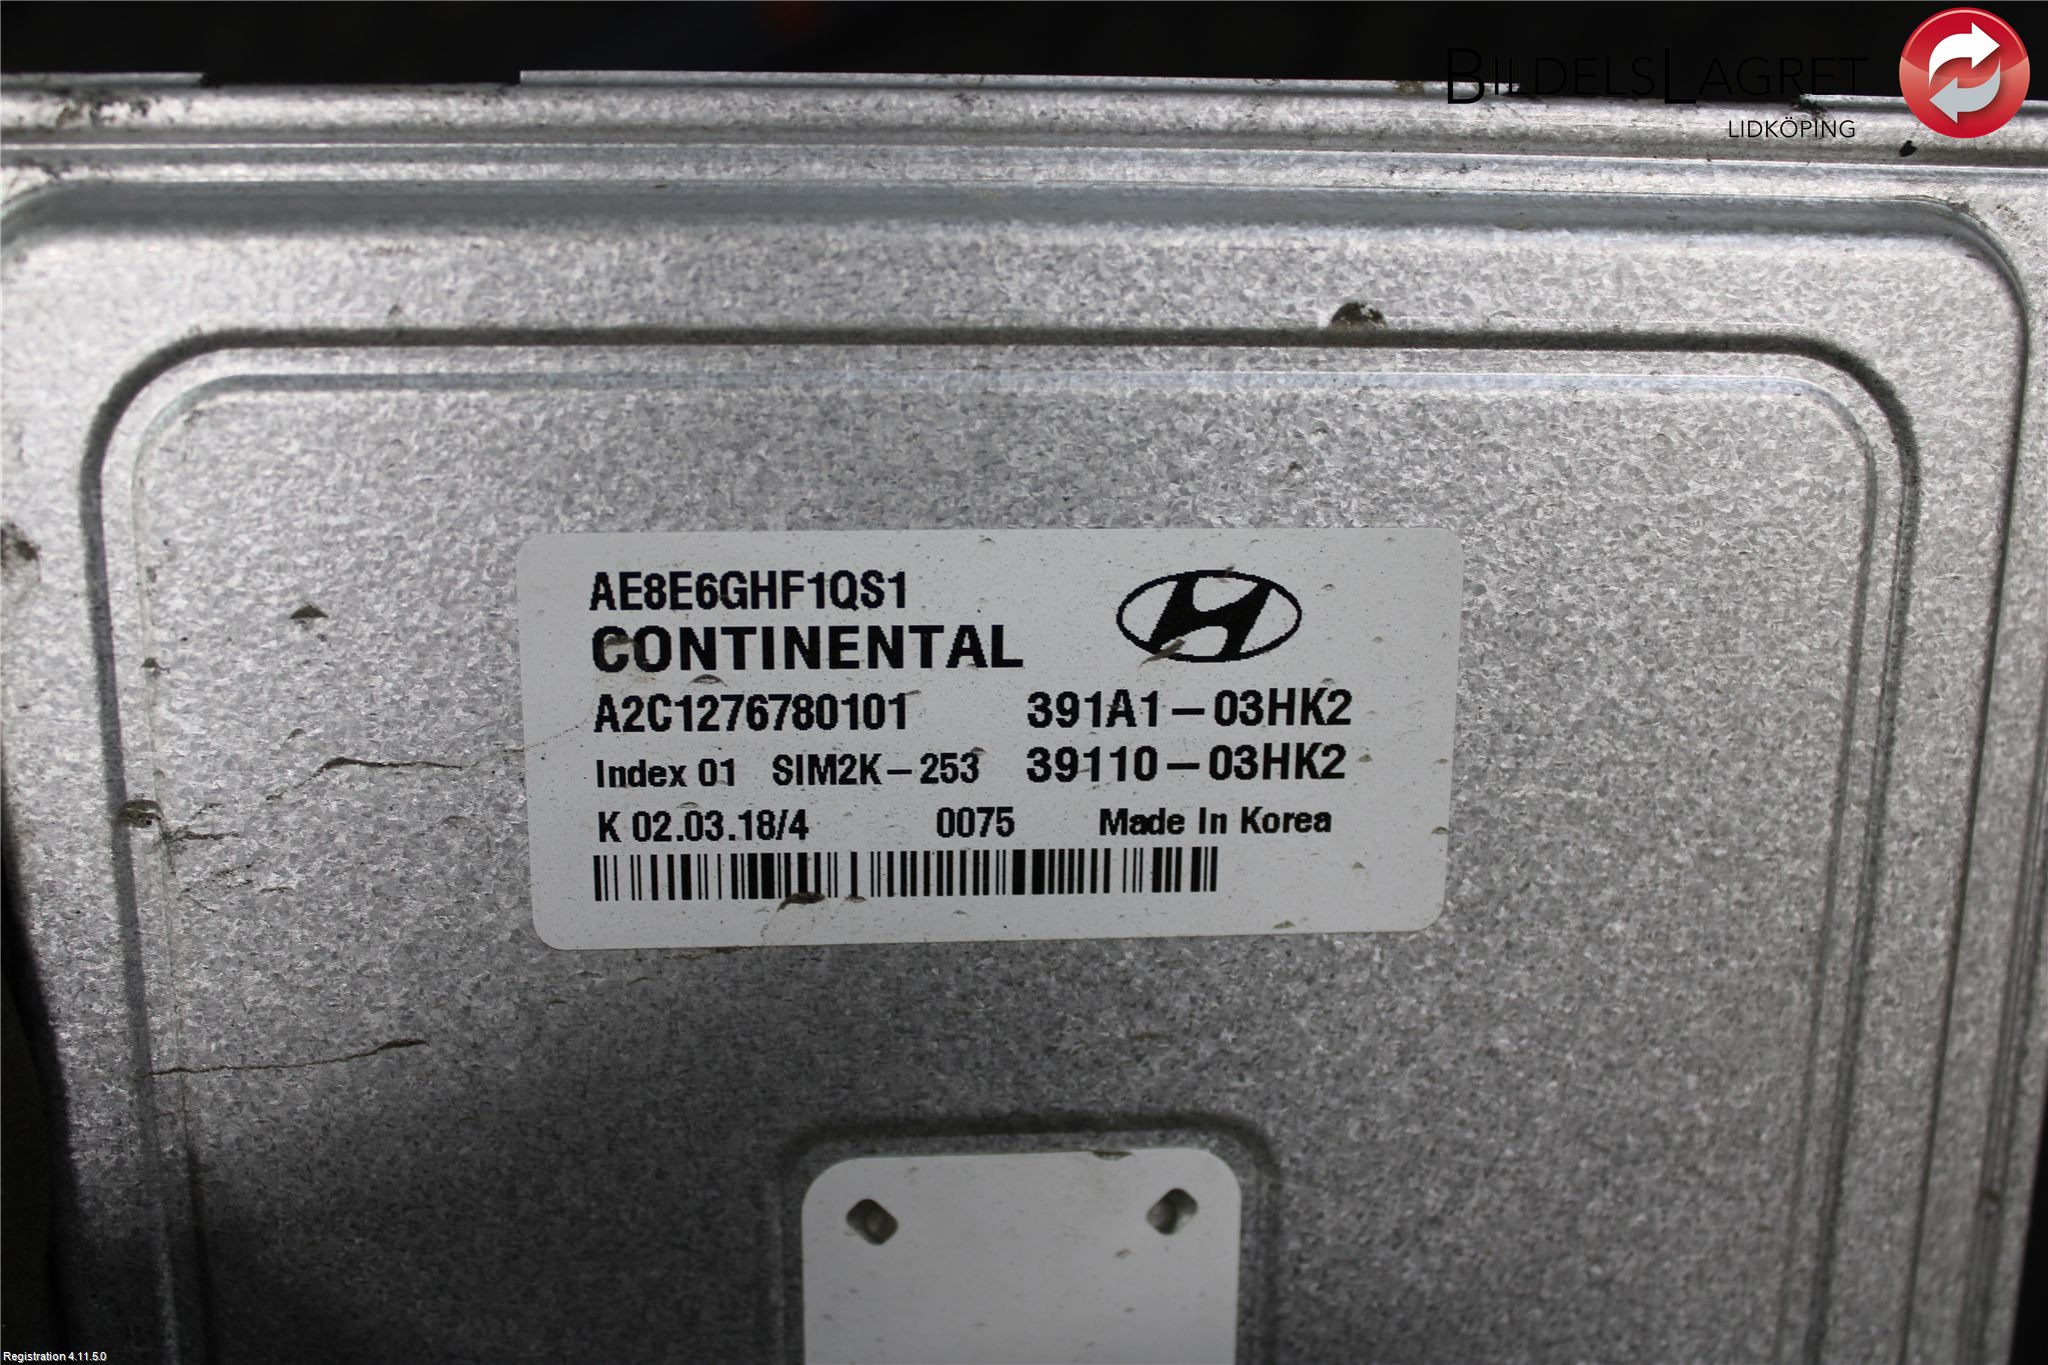 BILDELSLAGRET
LIDKÖPING
AE8E6GHF1QS1
CONTINENTAL
A2C1276780101 391A1-03HK2
Index 01 SIM2K-253 39110-03HK2
K 02.03.18/4 0075 Made In Korea
Registration 4.11.5.0